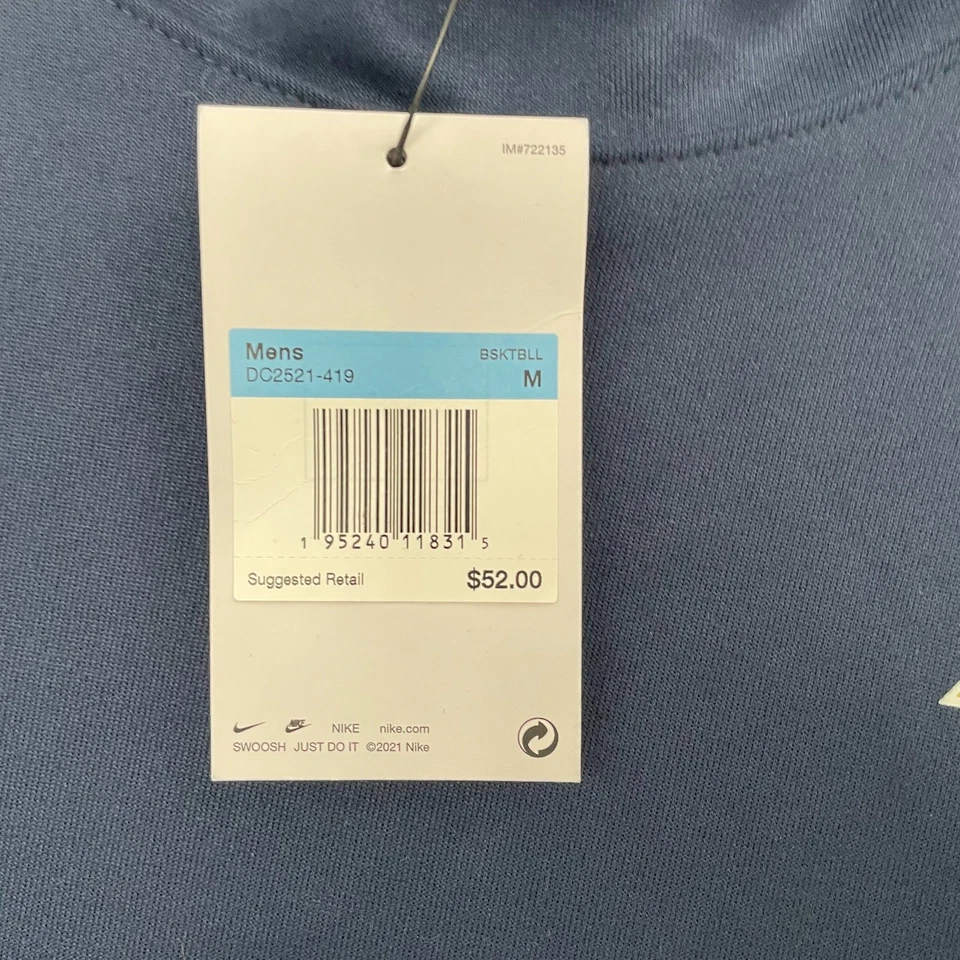 IM#722135
Mens BSKTBLL
DC2521-419 M
1 95240 11831 5
Suggested Retail $52.00
NIKE NIKE nike.com
SWOOSH JUST DO IT ©2021 Nike